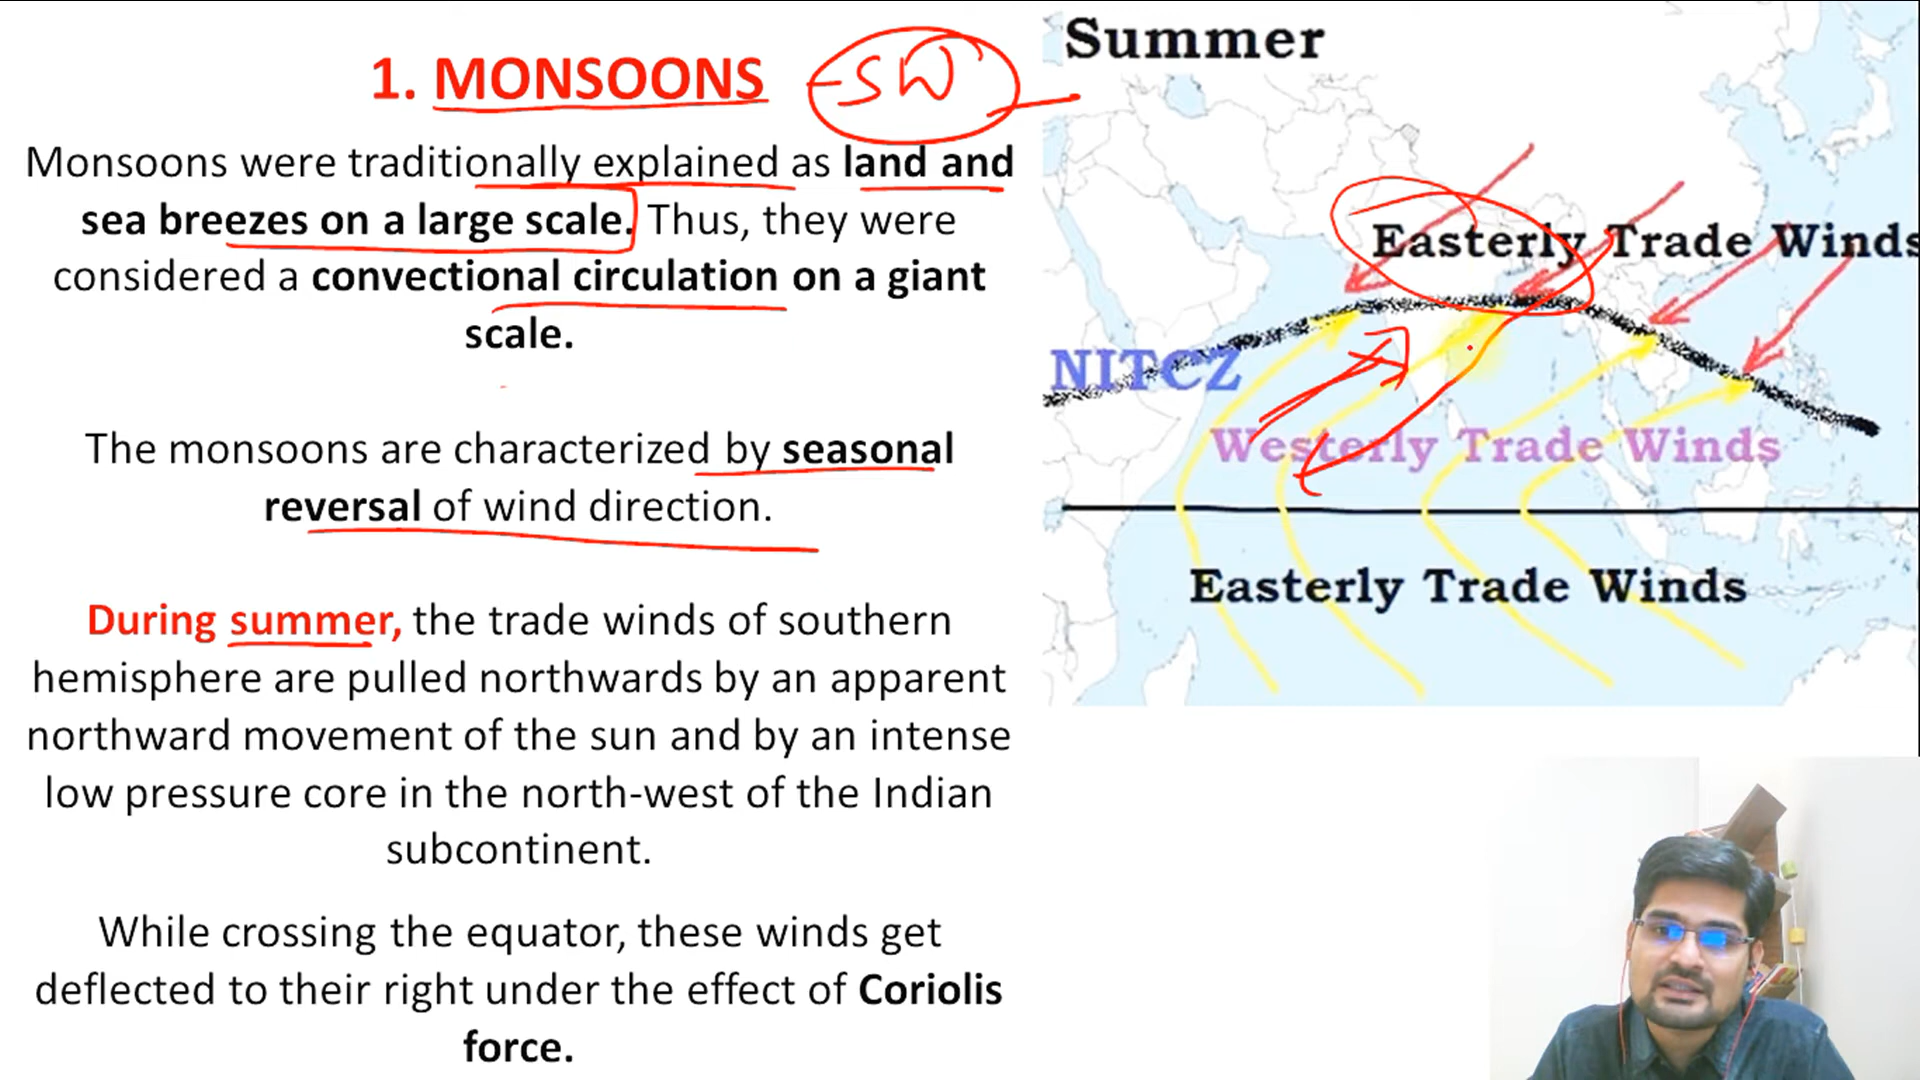 1. MONSOONS
SW
Monsoons were traditionally explained as land and
sea breezes on a large scale. Thus, they were
considered a convectional circulation on a giant
scale.
The monsoons are characterized by seasonal
reversal of wind direction.
During summer, the trade winds of southern
hemisphere are pulled northwards by an apparent
northward movement of the sun and by an intense
low pressure core in the north-west of the Indian
subcontinent.
While crossing the equator, these winds get
deflected to their right under the effect of Coriolis
force.
Summer
Easterly Trade Winds
NITCZ
Westerly Trade Winds
Easterly Trade Winds